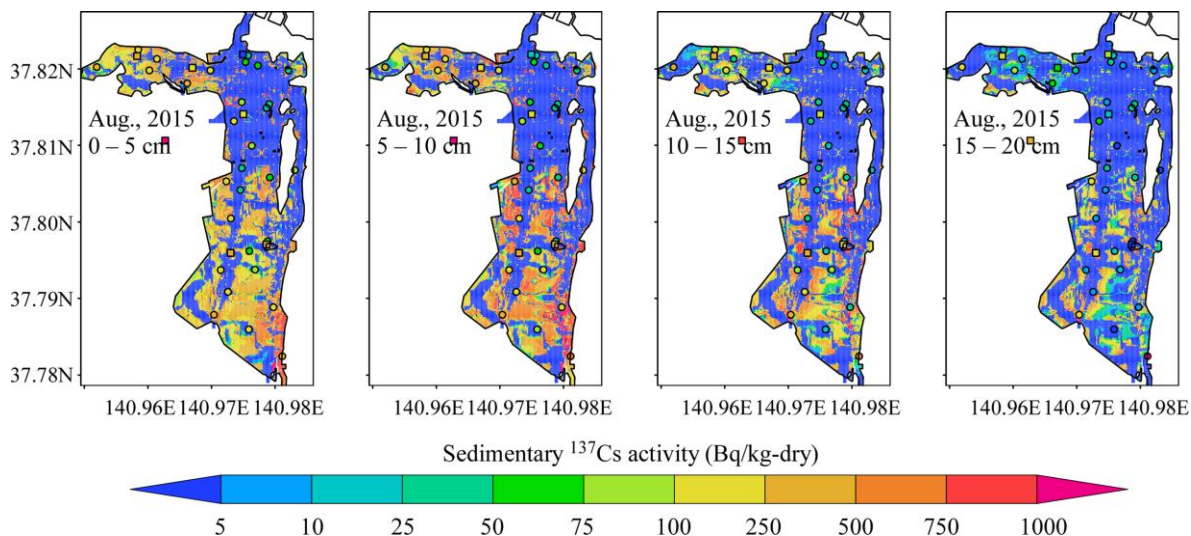 37.82N
37.81N
37.80N
37.79N
37.78N
Aug., 2015
0 – 5 cm
Aug., 2015
5 – 10 cm
Aug., 2015
10 – 15 cm
Aug., 2015
15 – 20 cm
140.96E 140.97E 140.98E
140.96E 140.97E 140.98E
140.96E 140.97E 140.98E
140.96E 140.97E 140.98E
Sedimentary ¹³⁷Cs activity (Bq/kg-dry)
5 10 25 50 75 100 250 500 750 1000